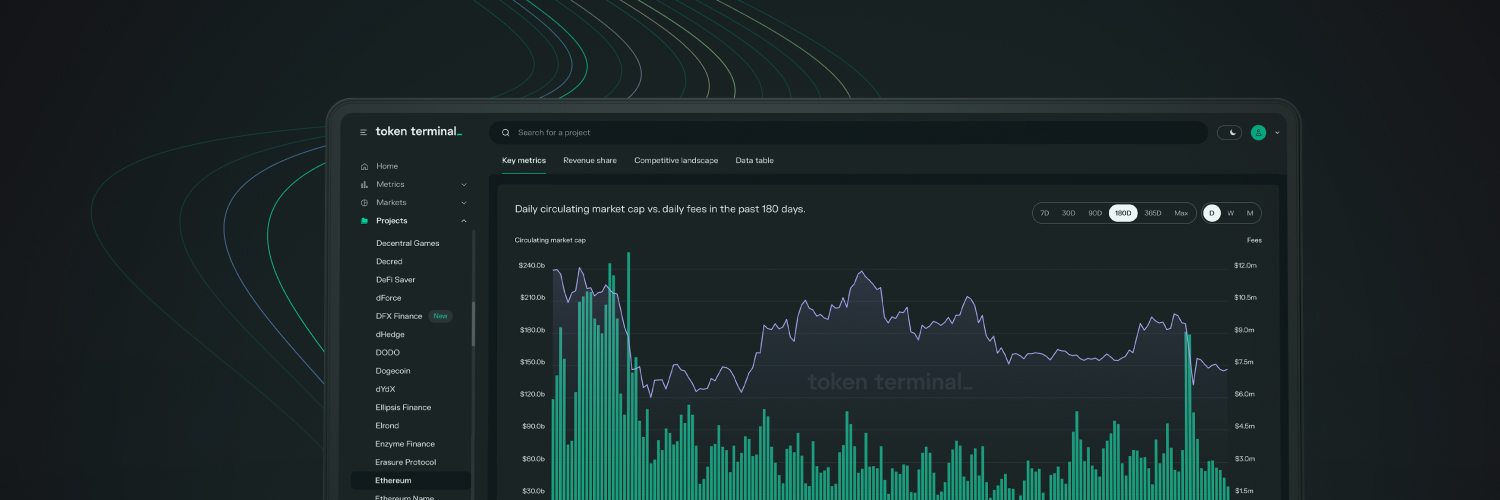 token terminal_
Search for a project
Home
Metrics
Markets
Projects
Decentral Games
Decred
DeFi Saver
dForce
DFX Finance New
dHedge
DODO
Dogecoin
dYdX
Ellipsis Finance
Elrond
Enzyme Finance
Erasure Protocol
Ethereum
Ethereum Name
Key metrics Revenue share Competitive landscape Data table
Daily circulating market cap vs. daily fees in the past 180 days.
7D 30D 90D 180D 365D Max D W M
Circulating market cap Fees
$240.0b $12.0m
$210.0b $10.5m
$180.0b $9.0m
$150.0b $7.5m
$120.0b $6.0m
$90.0b $4.5m
$60.0b $3.0m
$30.0b $1.5m
token terminal_